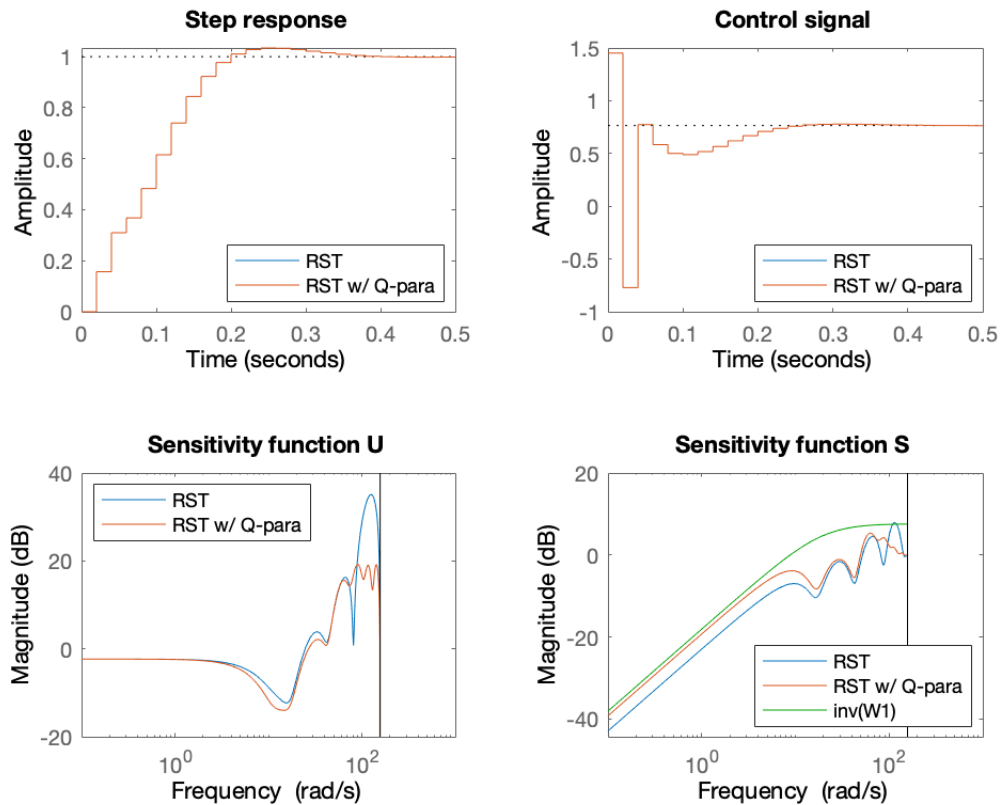 Step response
Amplitude
1
0.8
0.6
0.4
0.2
0
RST
RST w/ Q-para
0
0.1
0.2
0.3
0.4
0.5
Time (seconds)
Control signal
Amplitude
1.5
1
0.5
0
-0.5
-1
RST
RST w/ Q-para
0
0.1
0.2
0.3
0.4
0.5
Time (seconds)
Sensitivity function U
Magnitude (dB)
40
20
0
-20
RST
RST w/ Q-para
10^0
10^2
Frequency (rad/s)
Sensitivity function S
Magnitude (dB)
20
0
-20
-40
RST
RST w/ Q-para
inv(W1)
10^0
10^2
Frequency (rad/s)